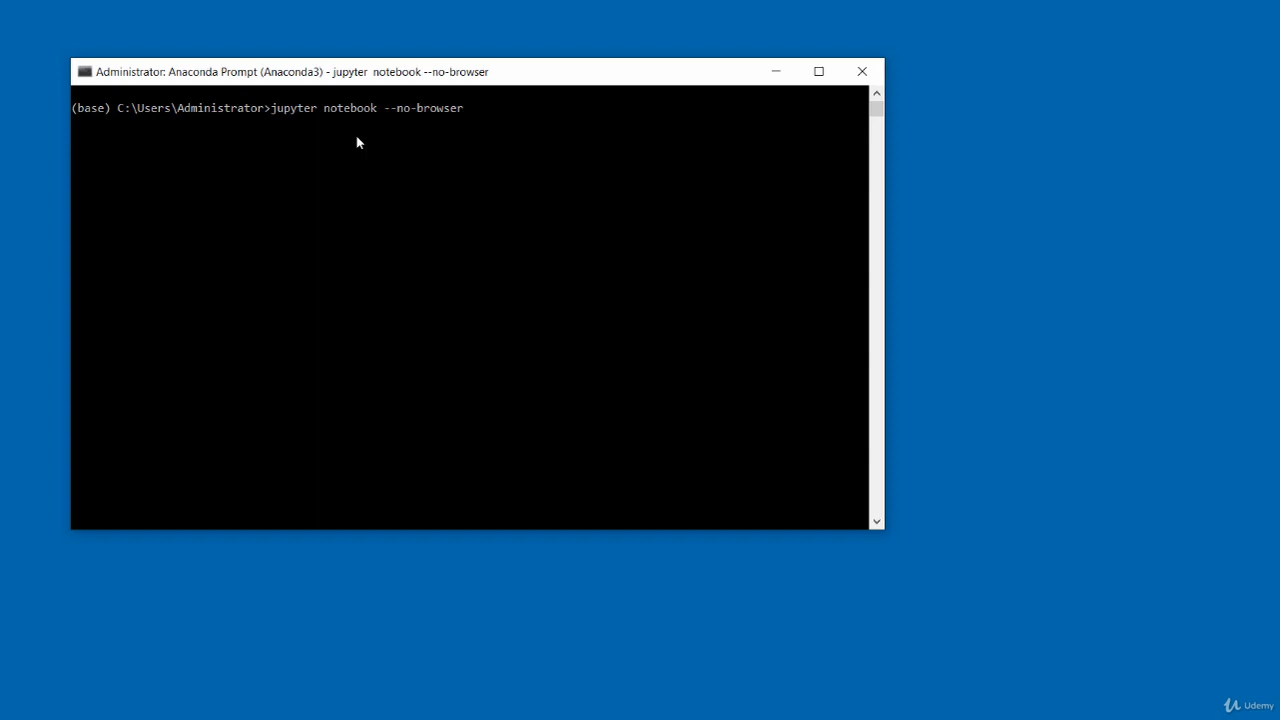 Administrator: Anaconda Prompt (Anaconda3) - jupyter  notebook --no-browser
(base) C:\Users\Administrator>jupyter notebook --no-browser
Udemy